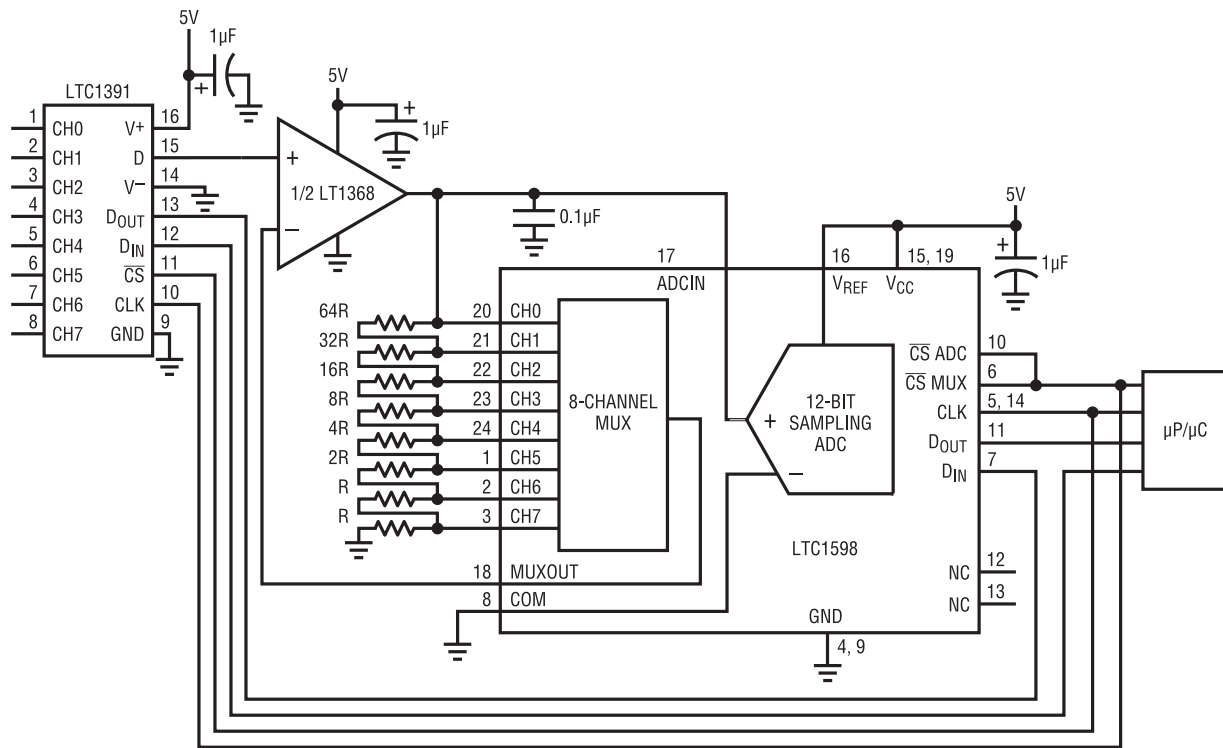 5V
1µF
+
LTC1391
1 CH0 V+ 16
2 CH1 D 15
3 CH2 V– 14
4 CH3 DOUT 13
5 CH4 DIN 12
6 CH5 CS 11
7 CH6 CLK 10
8 CH7 GND 9
5V
+
1µF
+
1/2 LT1368
–
0.1µF
5V
+
1µF
17
ADCIN
16
VREF
15, 19
VCC
64R 20 CH0
32R 21 CH1
16R 22 CH2
8R 23 CH3
4R 24 CH4
2R 1 CH5
R 2 CH6
R 3 CH7
8-CHANNEL
MUX
+
12-BIT
SAMPLING
ADC
–
10
CS ADC
6
CS MUX
5, 14
CLK
11
DOUT
7
DIN
µP/µC
LTC1598
18 MUXOUT
8 COM
12
NC
13
NC
GND
4, 9